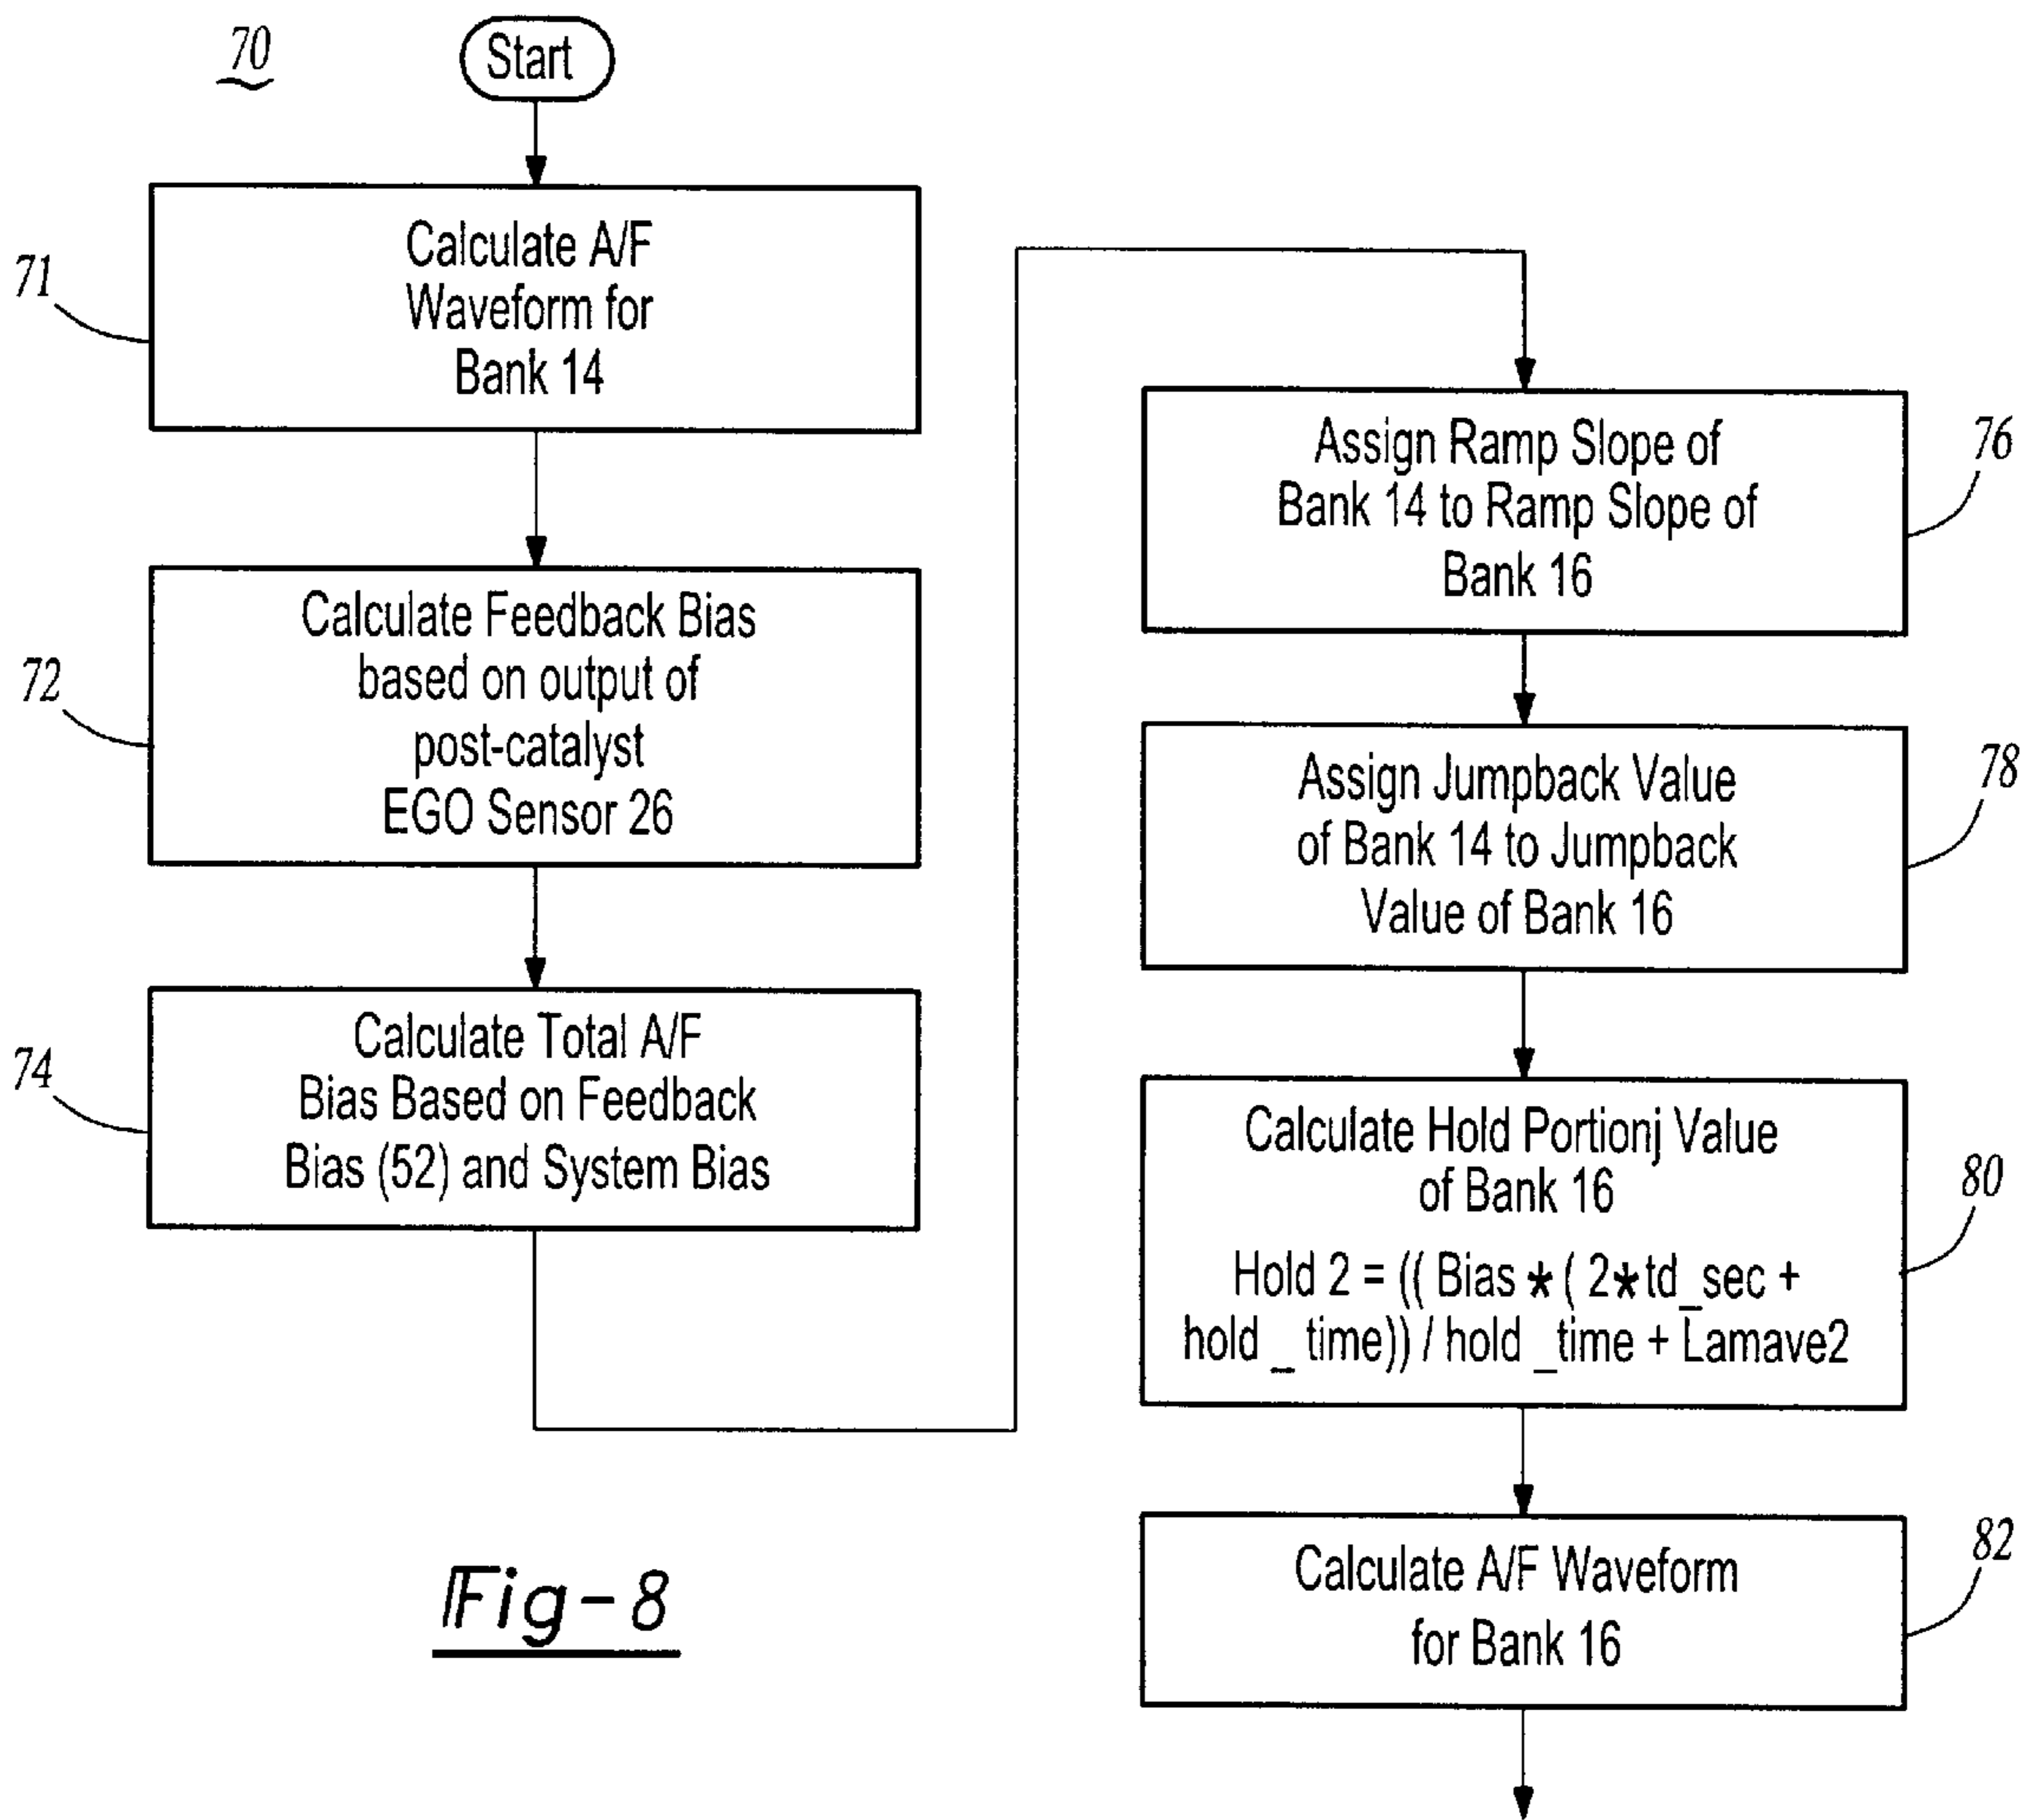 70
Start
71
Calculate A/F
Waveform for
Bank 14
72
Calculate Feedback Bias
based on output of
post-catalyst
EGO Sensor 26
74
Calculate Total A/F
Bias Based on Feedback
Bias (52) and System Bias
76
Assign Ramp Slope of
Bank 14 to Ramp Slope of
Bank 16
78
Assign Jumpback Value
of Bank 14 to Jumpback
Value of Bank 16
80
Calculate Hold Portionj Value
of Bank 16
Hold 2 = (( Bias * ( 2*td_sec +
hold _ time)) / hold _time + Lamave2
82
Calculate A/F Waveform
for Bank 16
Fig-8